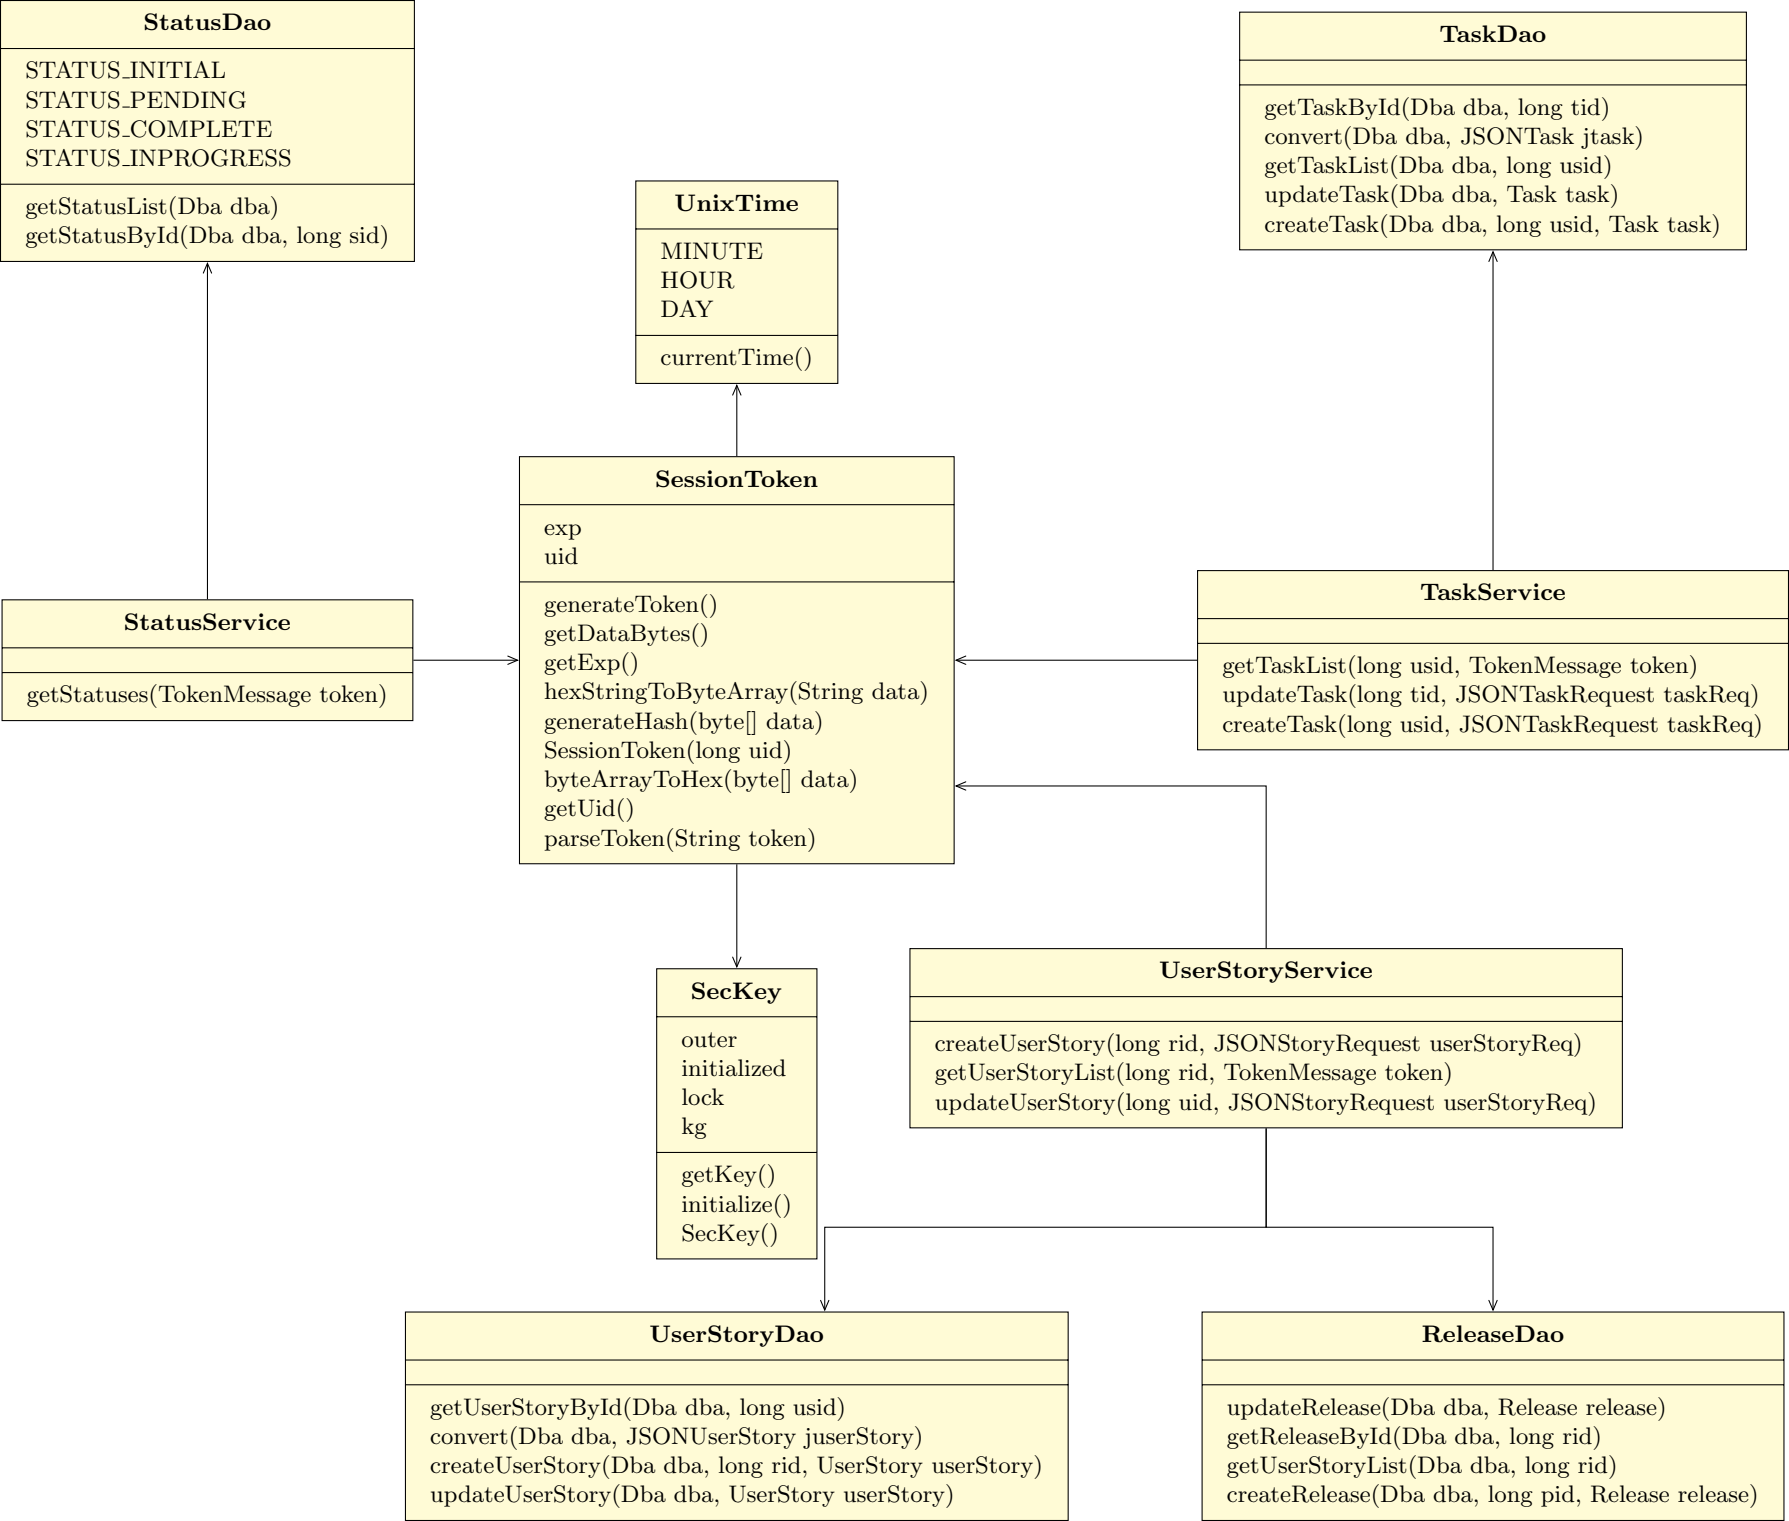 StatusDao
STATUS_INITIAL
STATUS_PENDING
STATUS_COMPLETE
STATUS_INPROGRESS
getStatusList(Dba dba)
getStatusById(Dba dba, long sid)
TaskDao
getTaskById(Dba dba, long tid)
convert(Dba dba, JSONTask jtask)
getTaskList(Dba dba, long usid)
updateTask(Dba dba, Task task)
createTask(Dba dba, long usid, Task task)
UnixTime
MINUTE
HOUR
DAY
currentTime()
SessionToken
exp
uid
generateToken()
getDataBytes()
getExp()
hexStringToByteArray(String data)
generateHash(byte[] data)
SessionToken(long uid)
byteArrayToHex(byte[] data)
getUid()
parseToken(String token)
StatusService
getStatuses(TokenMessage token)
TaskService
getTaskList(long usid, TokenMessage token)
updateTask(long tid, JSONTaskRequest taskReq)
createTask(long usid, JSONTaskRequest taskReq)
SecKey
outer
initialized
lock
kg
getKey()
initialize()
SecKey()
UserStoryService
createUserStory(long rid, JSONStoryRequest userStoryReq)
getUserStoryList(long rid, TokenMessage token)
updateUserStory(long uid, JSONStoryRequest userStoryReq)
UserStoryDao
getUserStoryById(Dba dba, long usid)
convert(Dba dba, JSONUserStory juserStory)
createUserStory(Dba dba, long rid, UserStory userStory)
updateUserStory(Dba dba, UserStory userStory)
ReleaseDao
updateRelease(Dba dba, Release release)
getReleaseById(Dba dba, long rid)
getUserStoryList(Dba dba, long rid)
createRelease(Dba dba, long pid, Release release)